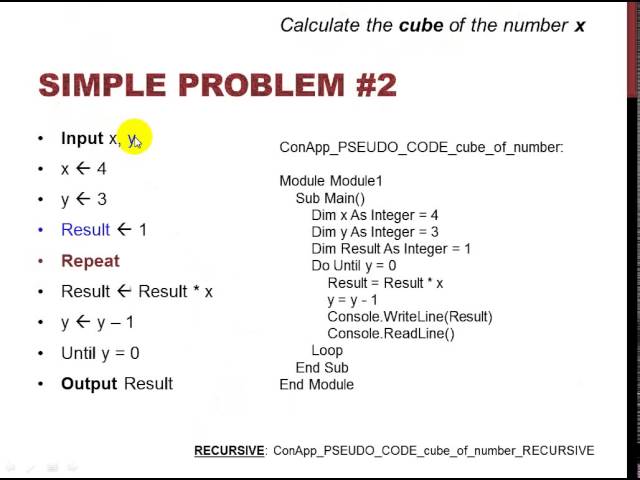 Calculate the cube of the number x
SIMPLE PROBLEM #2
• Input x, y
• x ← 4
• y ← 3
• Result ← 1
• Repeat
• Result ← Result * x
• y ← y – 1
• Until y = 0
• Output Result
ConApp_PSEUDO_CODE_cube_of_number:
Module Module1
Sub Main()
Dim x As Integer = 4
Dim y As Integer = 3
Dim Result As Integer = 1
Do Until y = 0
Result = Result * x
y = y - 1
Console.WriteLine(Result)
Console.ReadLine()
Loop
End Sub
End Module
RECURSIVE: ConApp_PSEUDO_CODE_cube_of_number_RECURSIVE